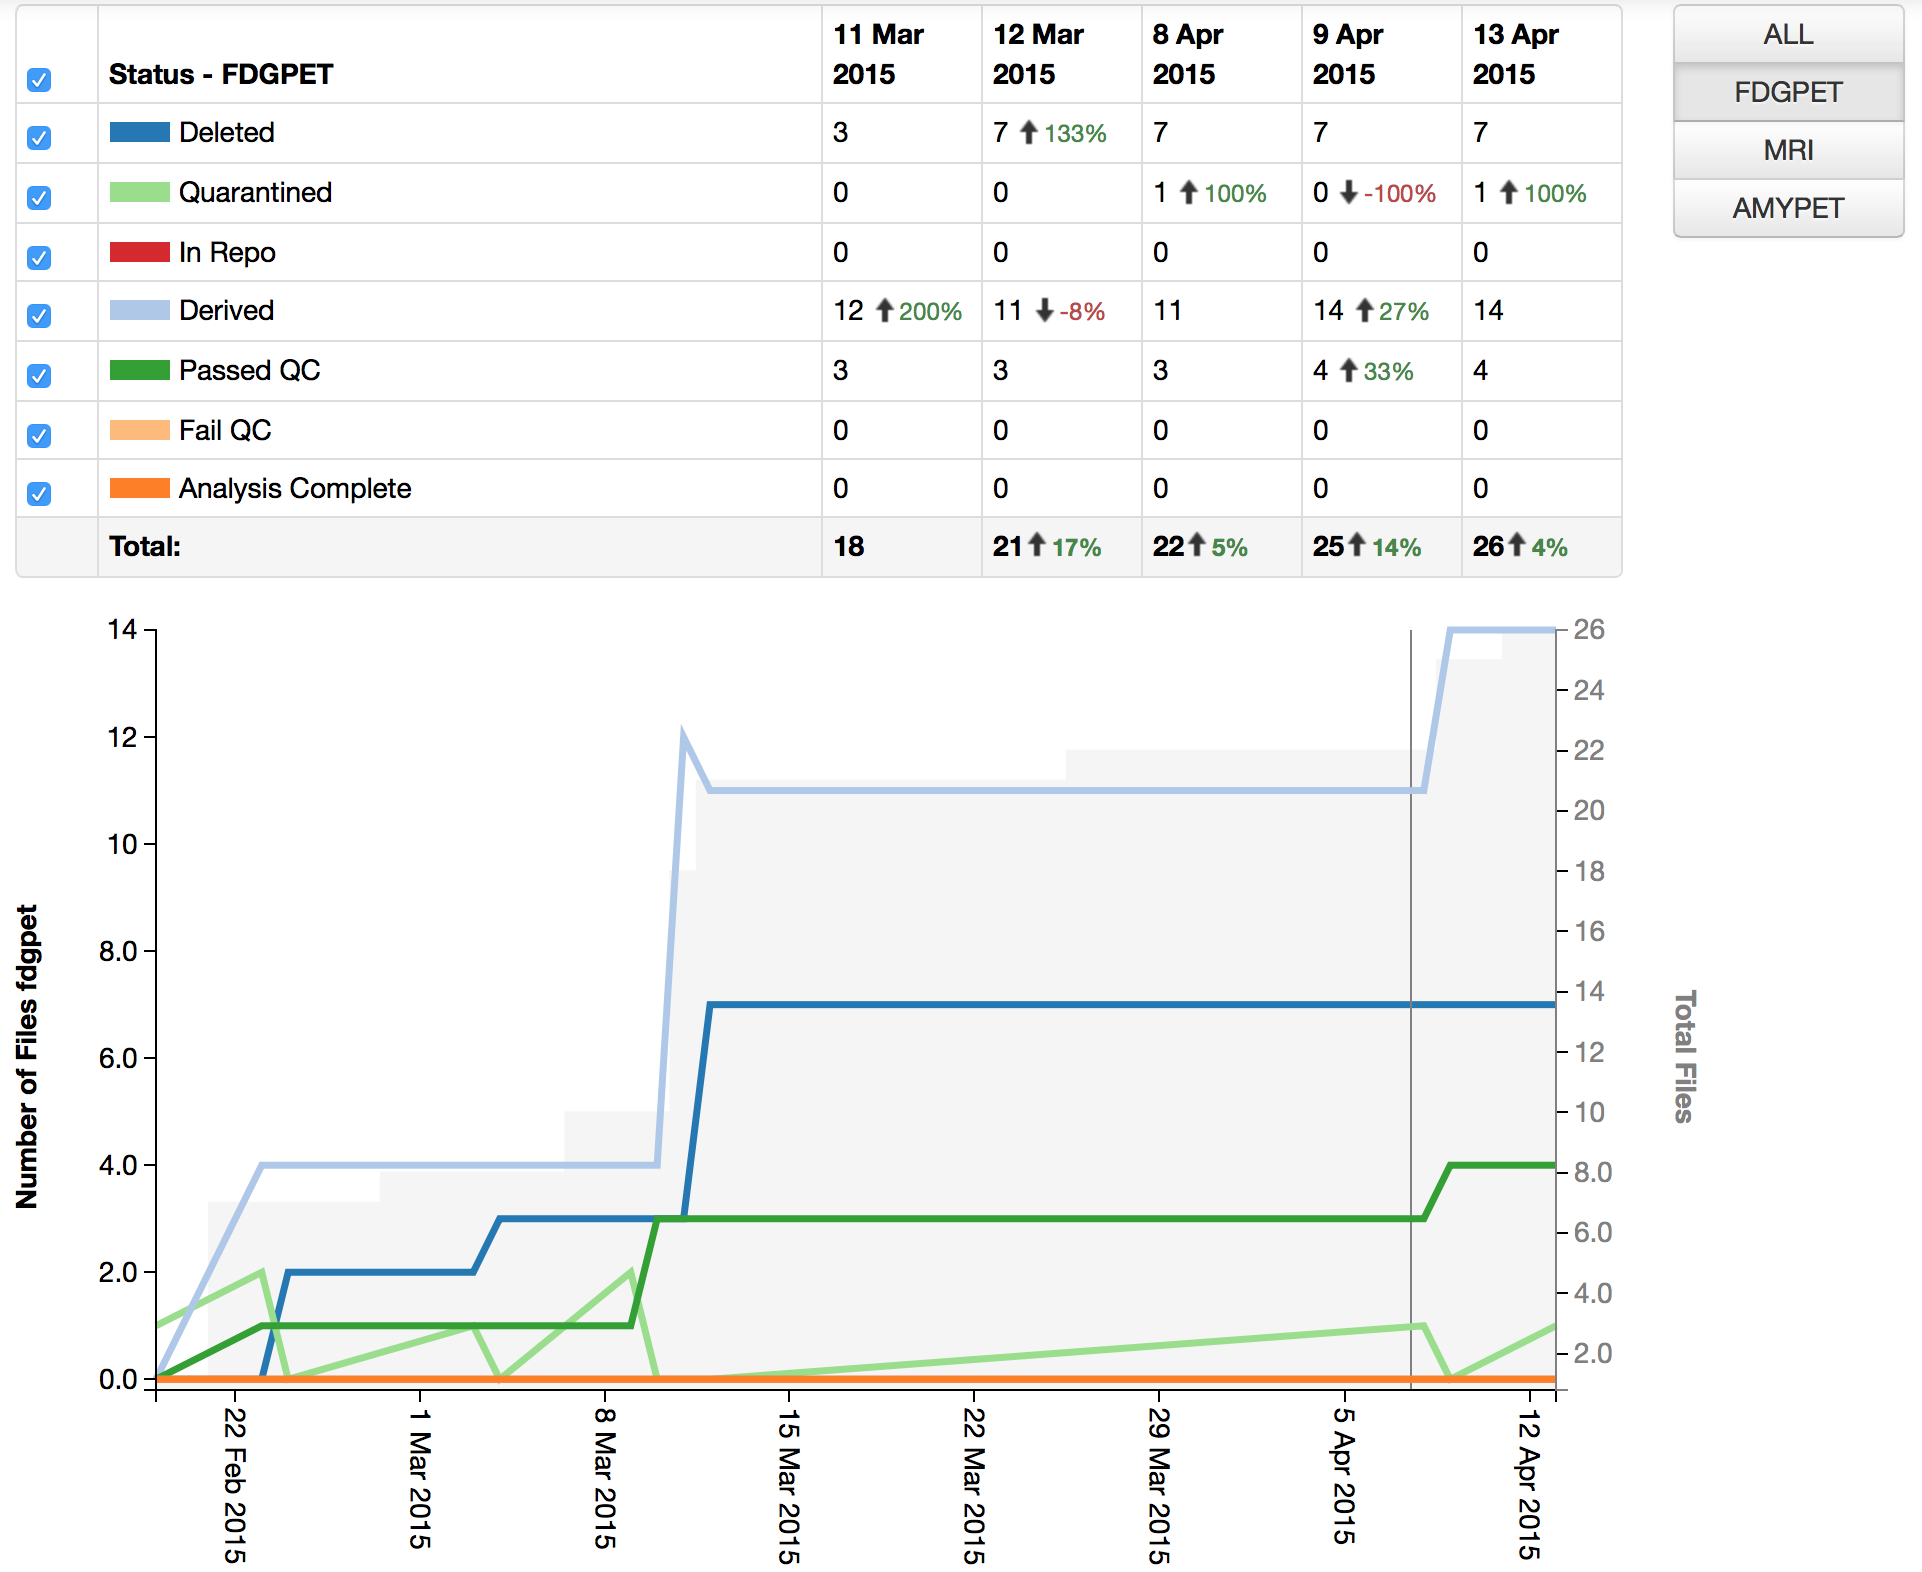 Status - FDGPET 11 Mar 2015 12 Mar 2015 8 Apr 2015 9 Apr 2015 13 Apr 2015
Deleted 3 7 133% 7 7 7
Quarantined 0 0 1 100% 0 -100% 1 100%
In Repo 0 0 0 0 0
Derived 12 200% 11 -8% 11 14 27% 14
Passed QC 3 3 3 4 33% 4
Fail QC 0 0 0 0 0
Analysis Complete 0 0 0 0 0
Total: 18 21 17% 22 5% 25 14% 26 4%
ALL
FDGPET
MRI
AMYPET
Number of Files fdgpet
14
12
10
8.0
6.0
4.0
2.0
0.0
26
24
22
20
18
16
14
12
10
8.0
6.0
4.0
2.0
Total Files
22 Feb 2015
1 Mar 2015
8 Mar 2015
15 Mar 2015
22 Mar 2015
29 Mar 2015
5 Apr 2015
12 Apr 2015